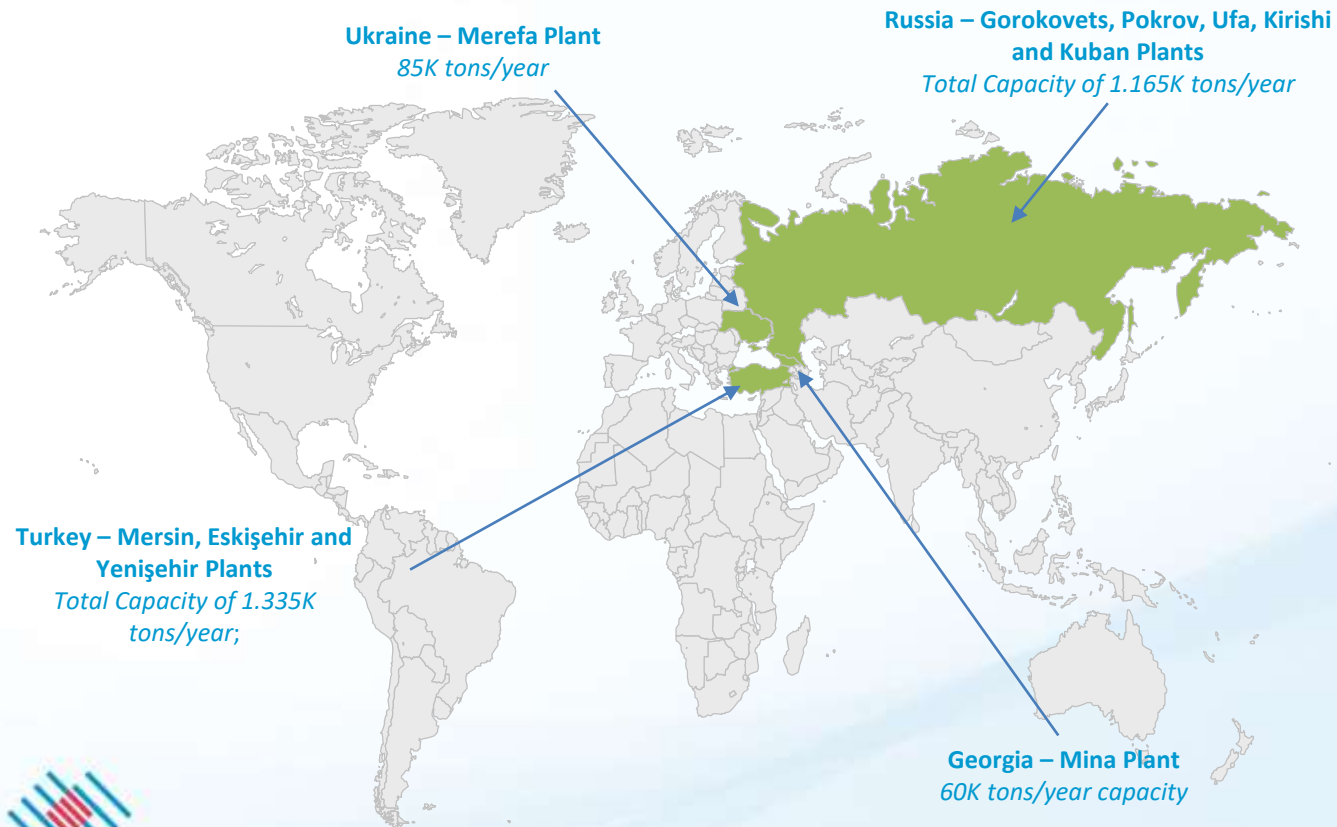 Ukraine – Merefa Plant
85K tons/year
Russia – Gorokovets, Pokrov, Ufa, Kirishi
and Kuban Plants
Total Capacity of 1.165K tons/year
Turkey – Mersin, Eskişehir and
Yenişehir Plants
Total Capacity of 1.335K
tons/year;
Georgia – Mina Plant
60K tons/year capacity